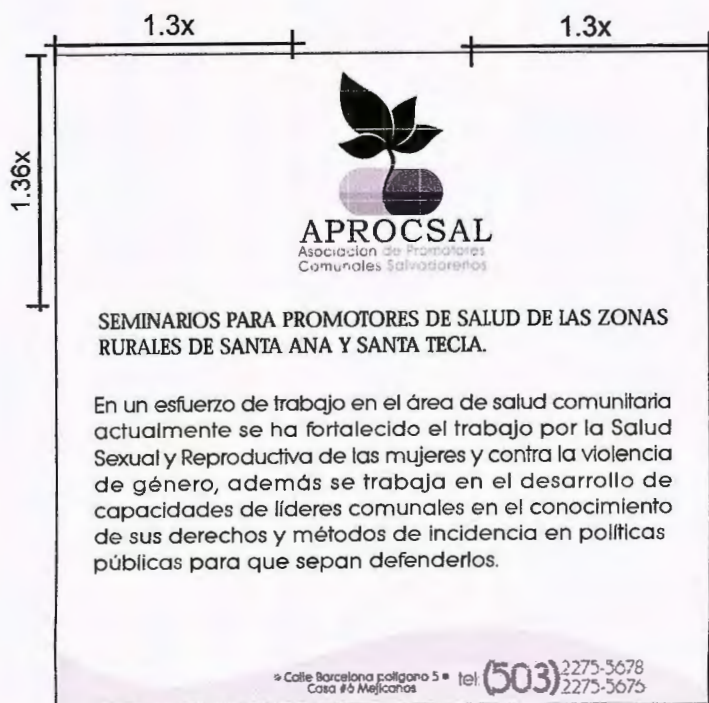 1.3x
1.3x
1.36x
APROCSAL
Asociacion de Promotores
Comunales Salvadoreños
SEMINARIOS PARA PROMOTORES DE SALUD DE LAS ZONAS
RURALES DE SANTA ANA Y SANTA TECLA.
En un esfuerzo de trabajo en el área de salud comunitaria
actualmente se ha fortalecido el trabajo por la Salud
Sexual y Reproductiva de las mujeres y contra la violencia
de género, además se trabaja en el desarrollo de
capacidades de líderes comunales en el conocimiento
de sus derechos y métodos de incidencia en políticas
públicas para que sepan defenderlos.
Calle Barcelona poligono 5
Casa #6 Mejicanos
tel: (503) 2275-5678
2275-5676